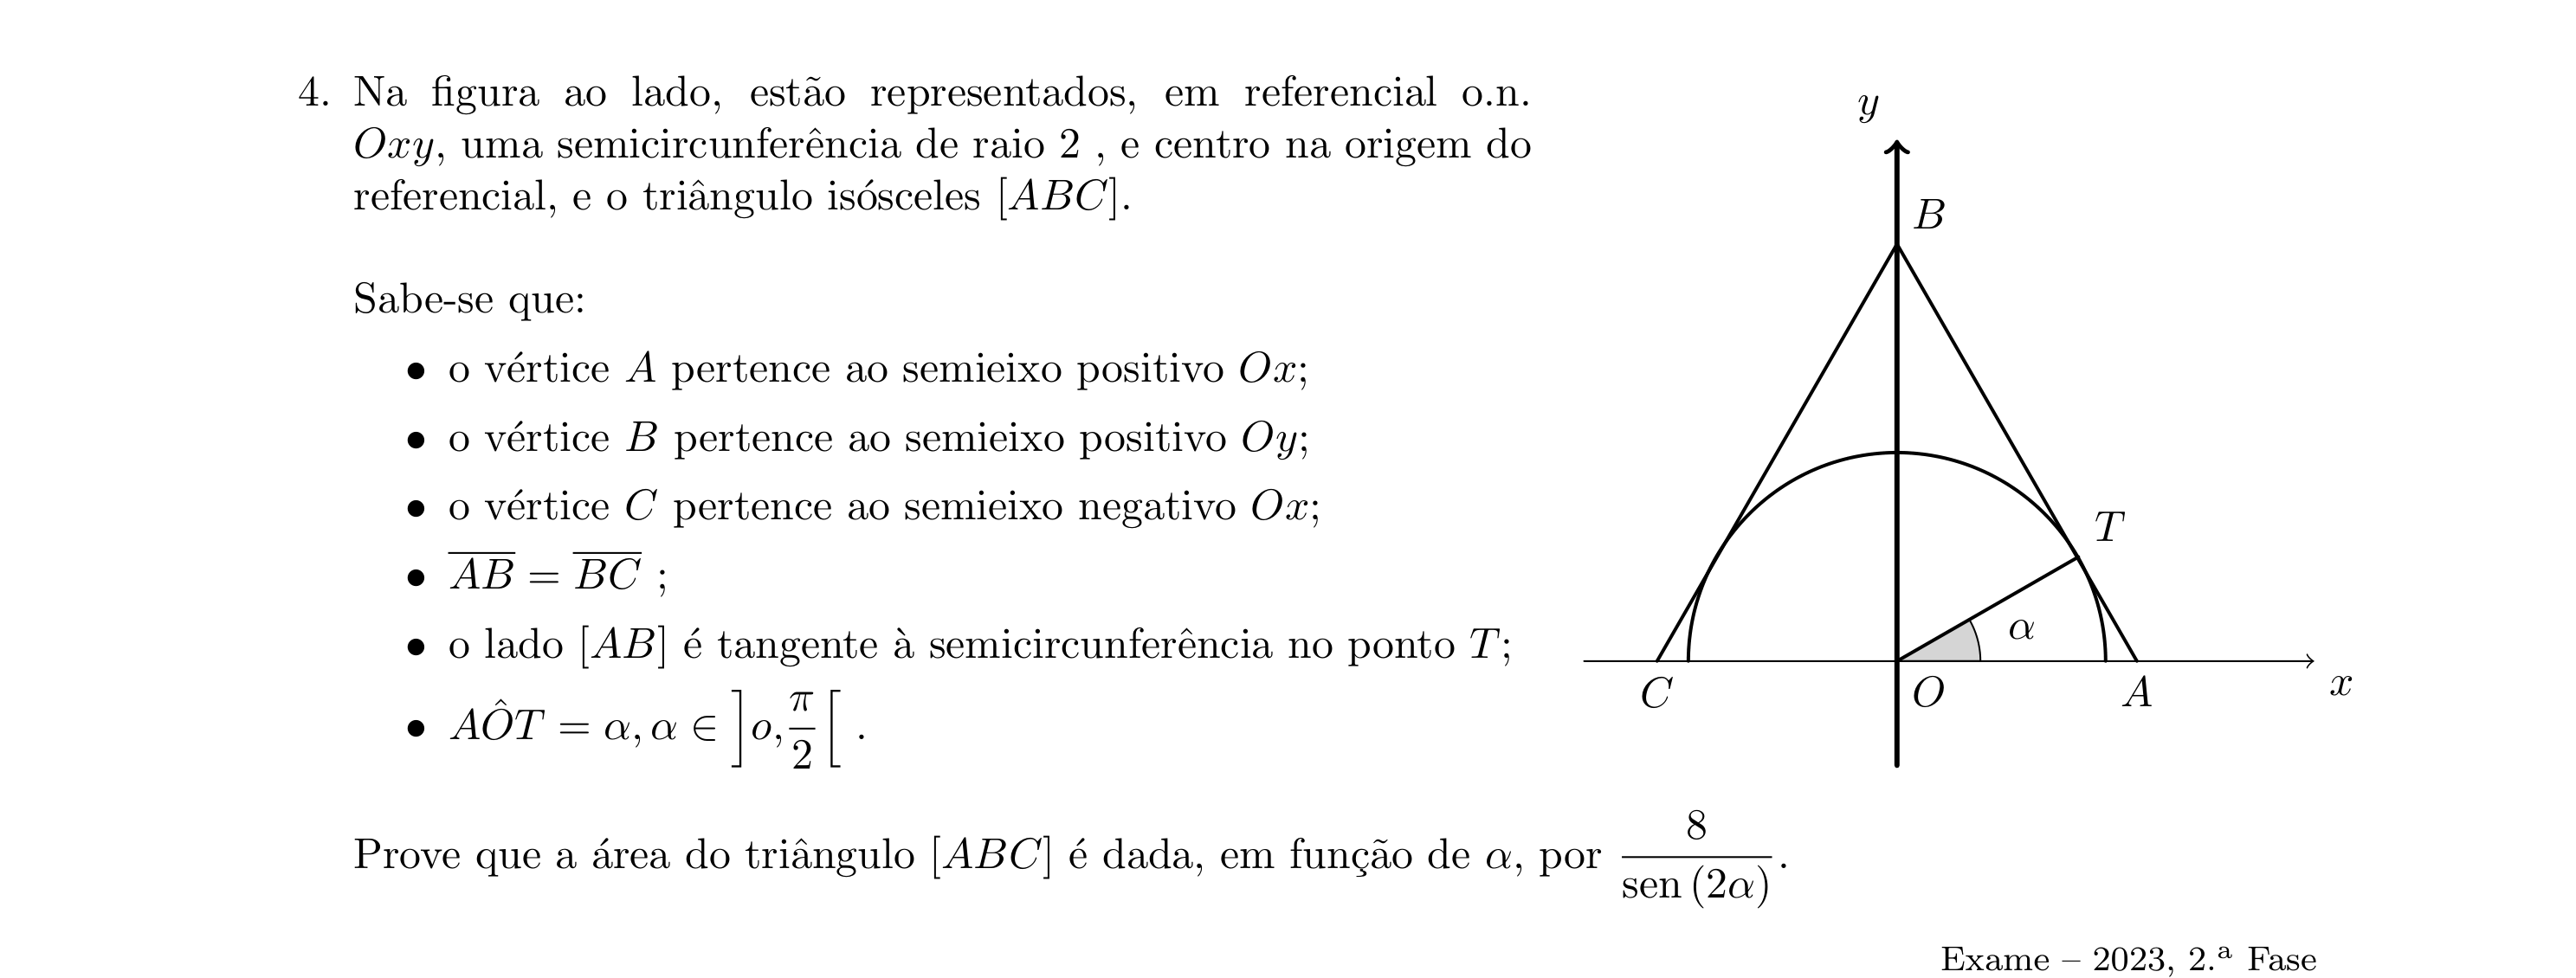 4. Na figura ao lado, estão representados, em referencial o.n.
Oxy, uma semicircunferência de raio 2 , e centro na origem do
referencial, e o triângulo isósceles [ABC].
Sabe-se que:
• o vértice A pertence ao semieixo positivo Ox;
• o vértice B pertence ao semieixo positivo Oy;
• o vértice C pertence ao semieixo negativo Ox;
• $\overline{AB} = \overline{BC}$ ;
• o lado [AB] é tangente à semicircunferência no ponto T;
• $A\hat{O}T = \alpha, \alpha \in \left]o, \frac{\pi}{2}\right[$ .
Prove que a área do triângulo [ABC] é dada, em função de α, por $\frac{8}{\text{sen}\,(2\alpha)}$.
y
B
T
α
C
O
A
x
Exame – 2023, 2.ª Fase